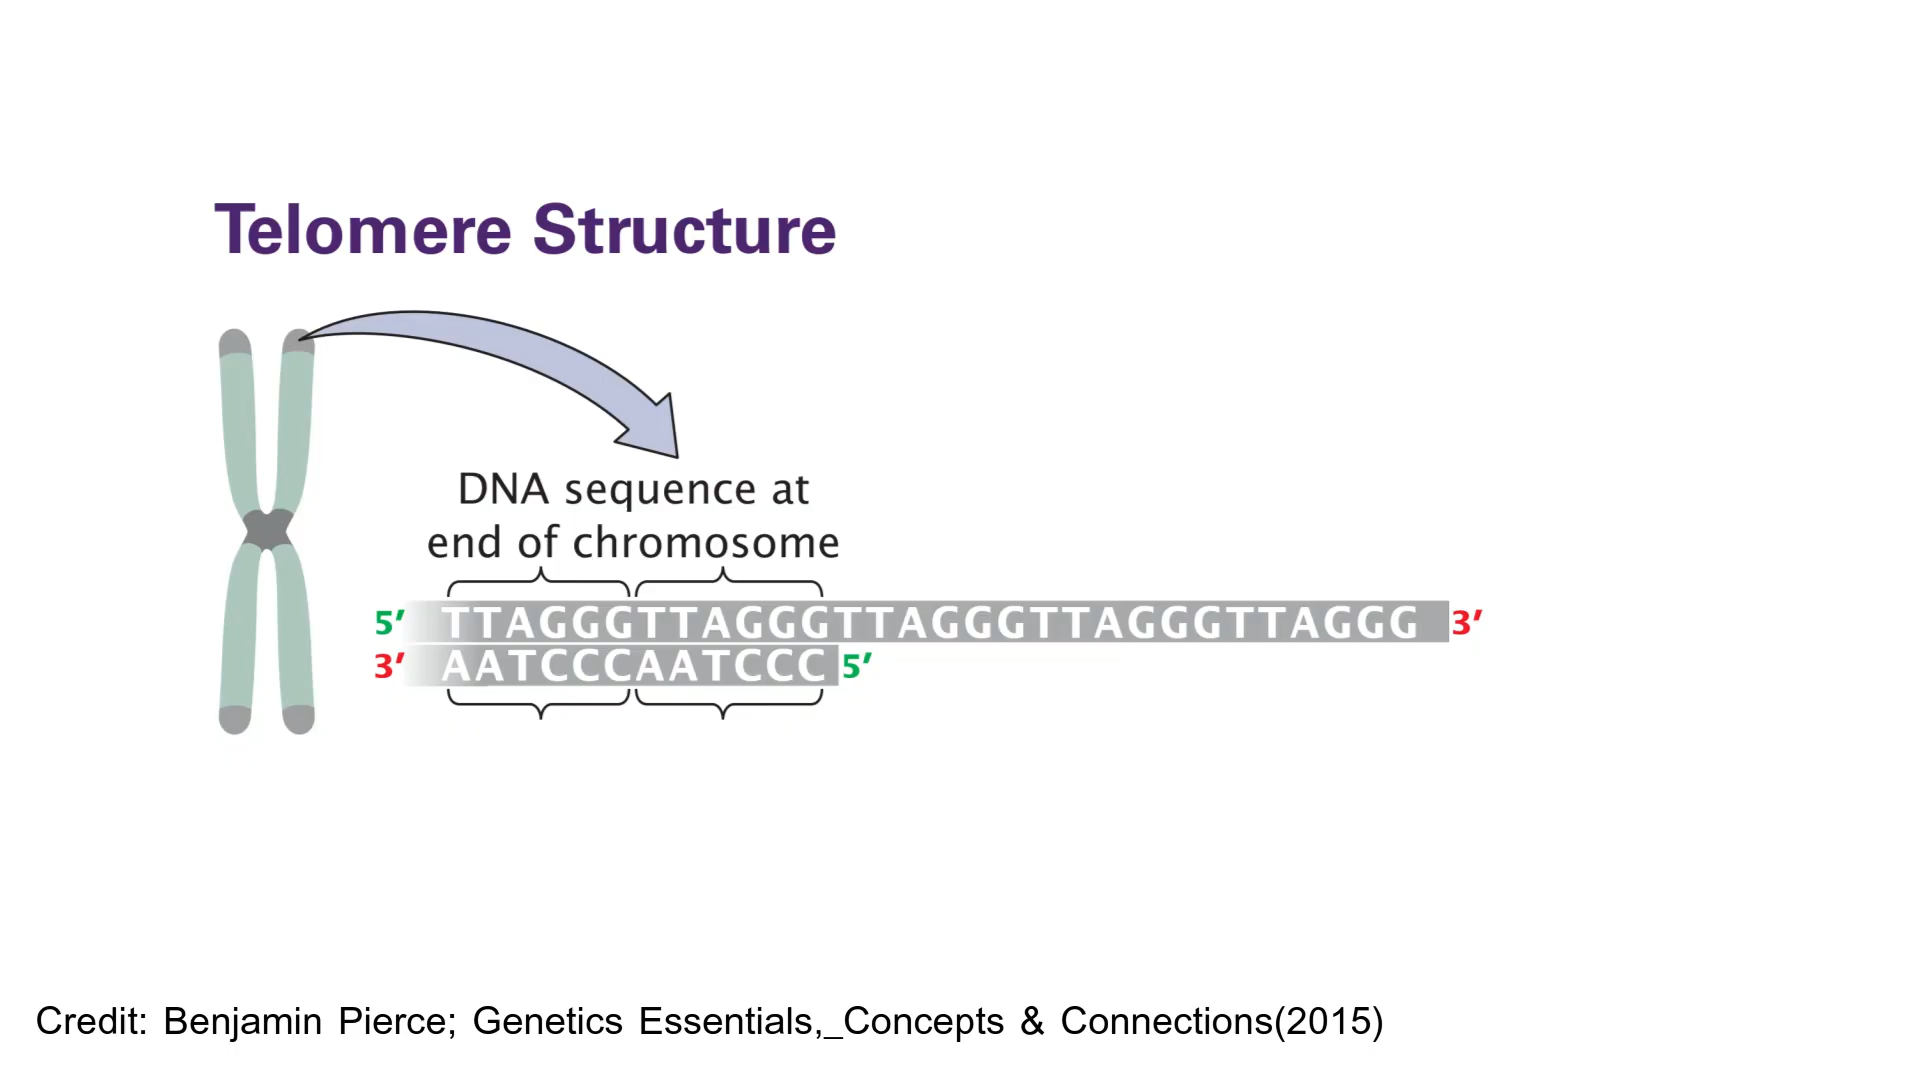 Telomere Structure
DNA sequence at
end of chromosome
5′ TTAGGGTTAGGGTTAGGGTTAGGGTTAGGG 3′
3′ AATCCCAATCCC 5′
Credit: Benjamin Pierce; Genetics Essentials,_Concepts & Connections(2015)